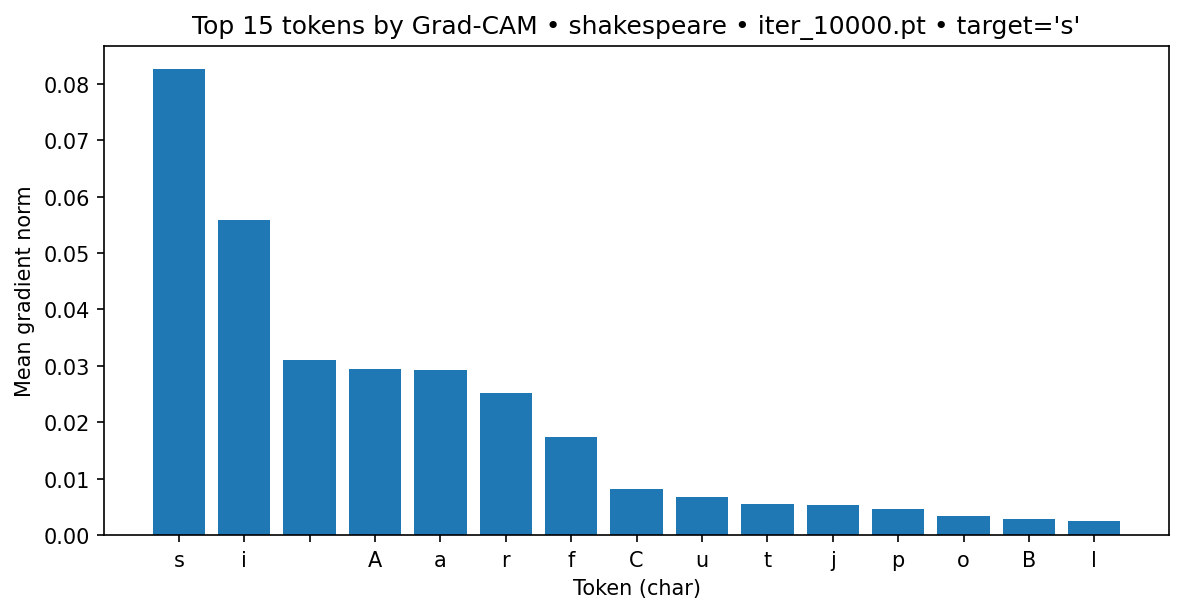 Top 15 tokens by Grad-CAM • shakespeare • iter_10000.pt • target='s'
Mean gradient norm
0.08
0.07
0.06
0.05
0.04
0.03
0.02
0.01
0.00
s i A a r f C u t j p o B l
Token (char)